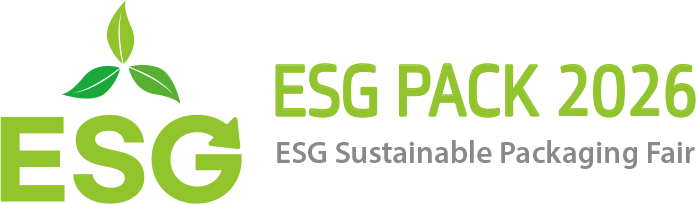 ESG
ESG PACK 2026
ESG Sustainable Packaging Fair